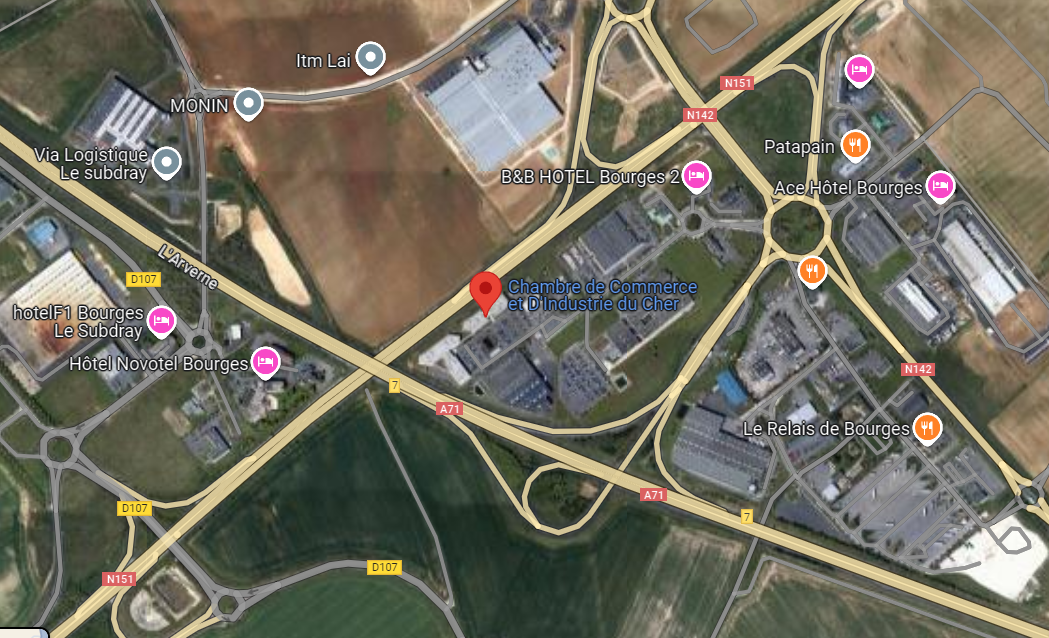 Itm Lai
N151
MONIN
N142
Patapain
Via Logistique
Le subdray
B&B HOTEL Bourges 2
Ace Hôtel Bourges
L'Arverne
D107
Chambre de Commerce
et D'Industrie du Cher
hotelF1 Bourges
Le Subdray
Hôtel Novotel Bourges
N142
7
A71
Le Relais de Bourges
A71
D107
7
D107
N151